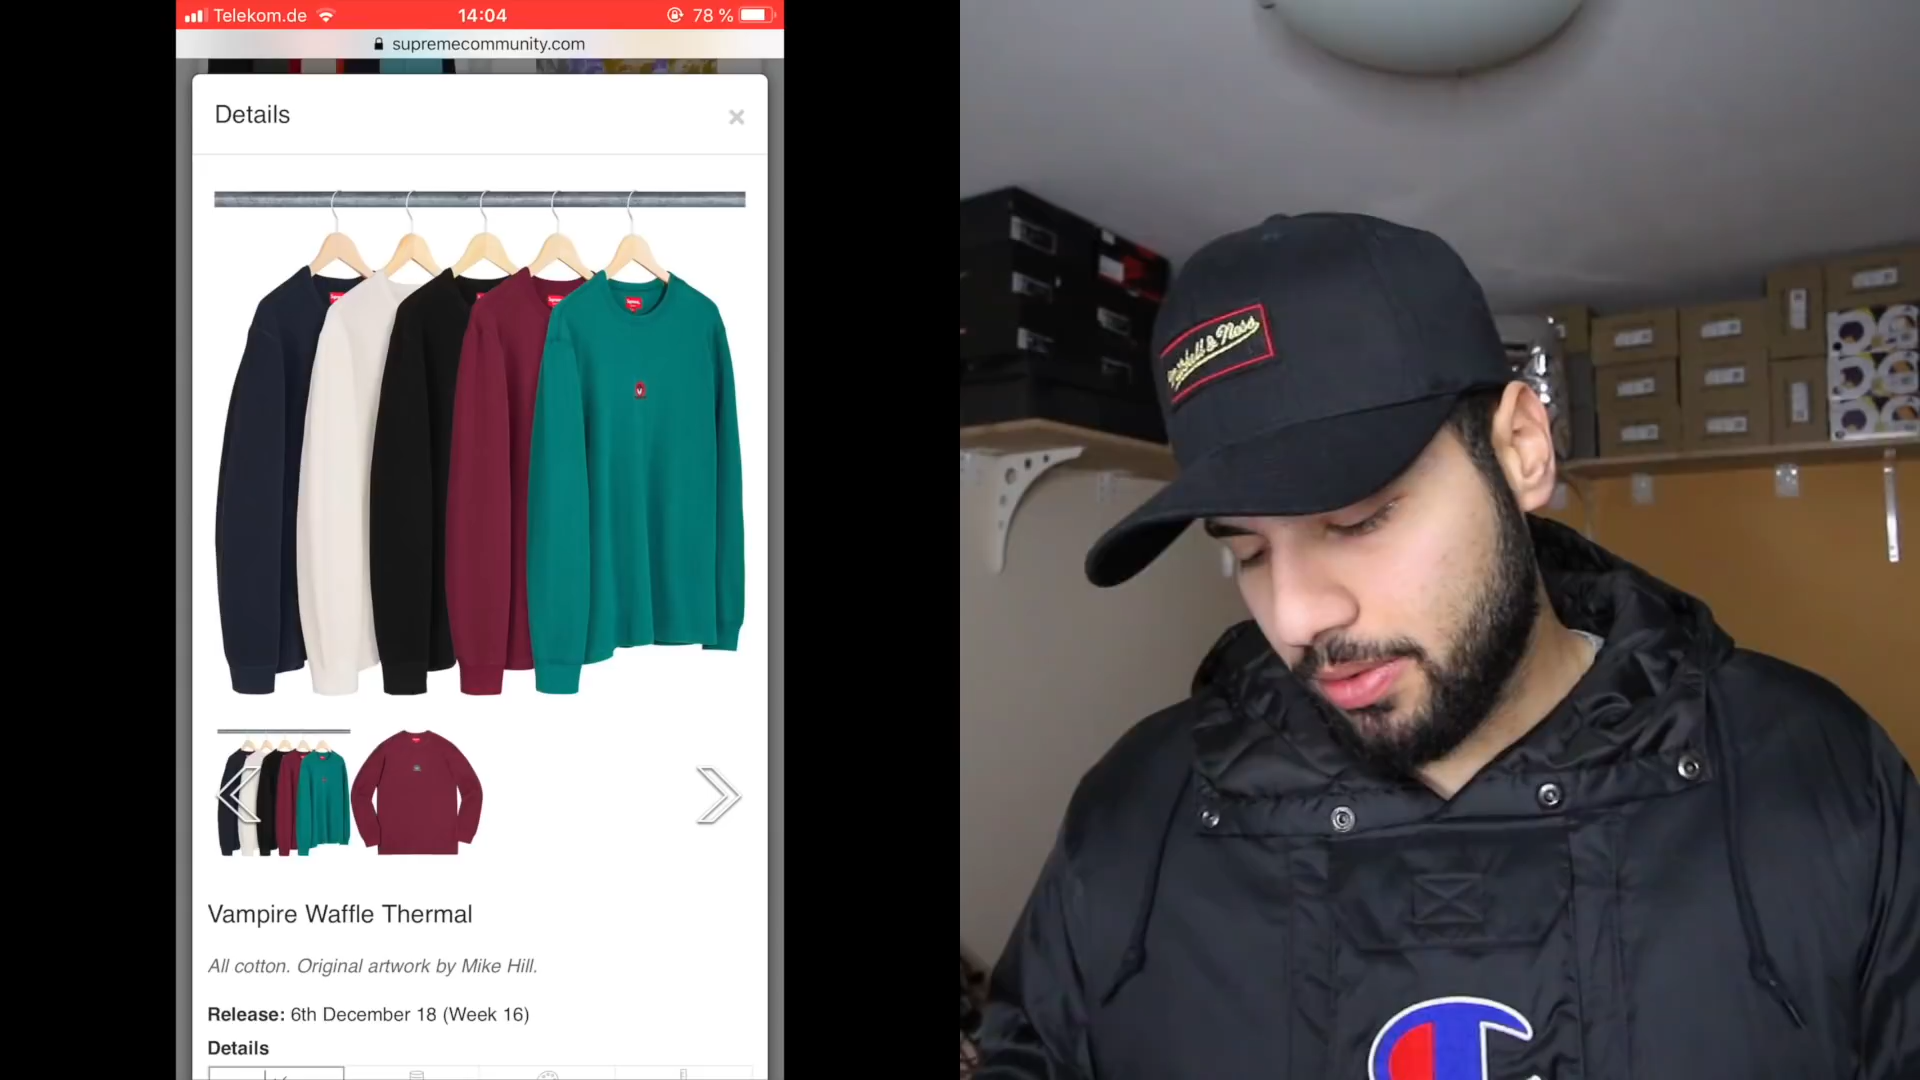 Telekom.de 14:04 78 %
supremecommunity.com
Details
Vampire Waffle Thermal
All cotton. Original artwork by Mike Hill.
Release: 6th December 18 (Week 16)
Details
& Ness